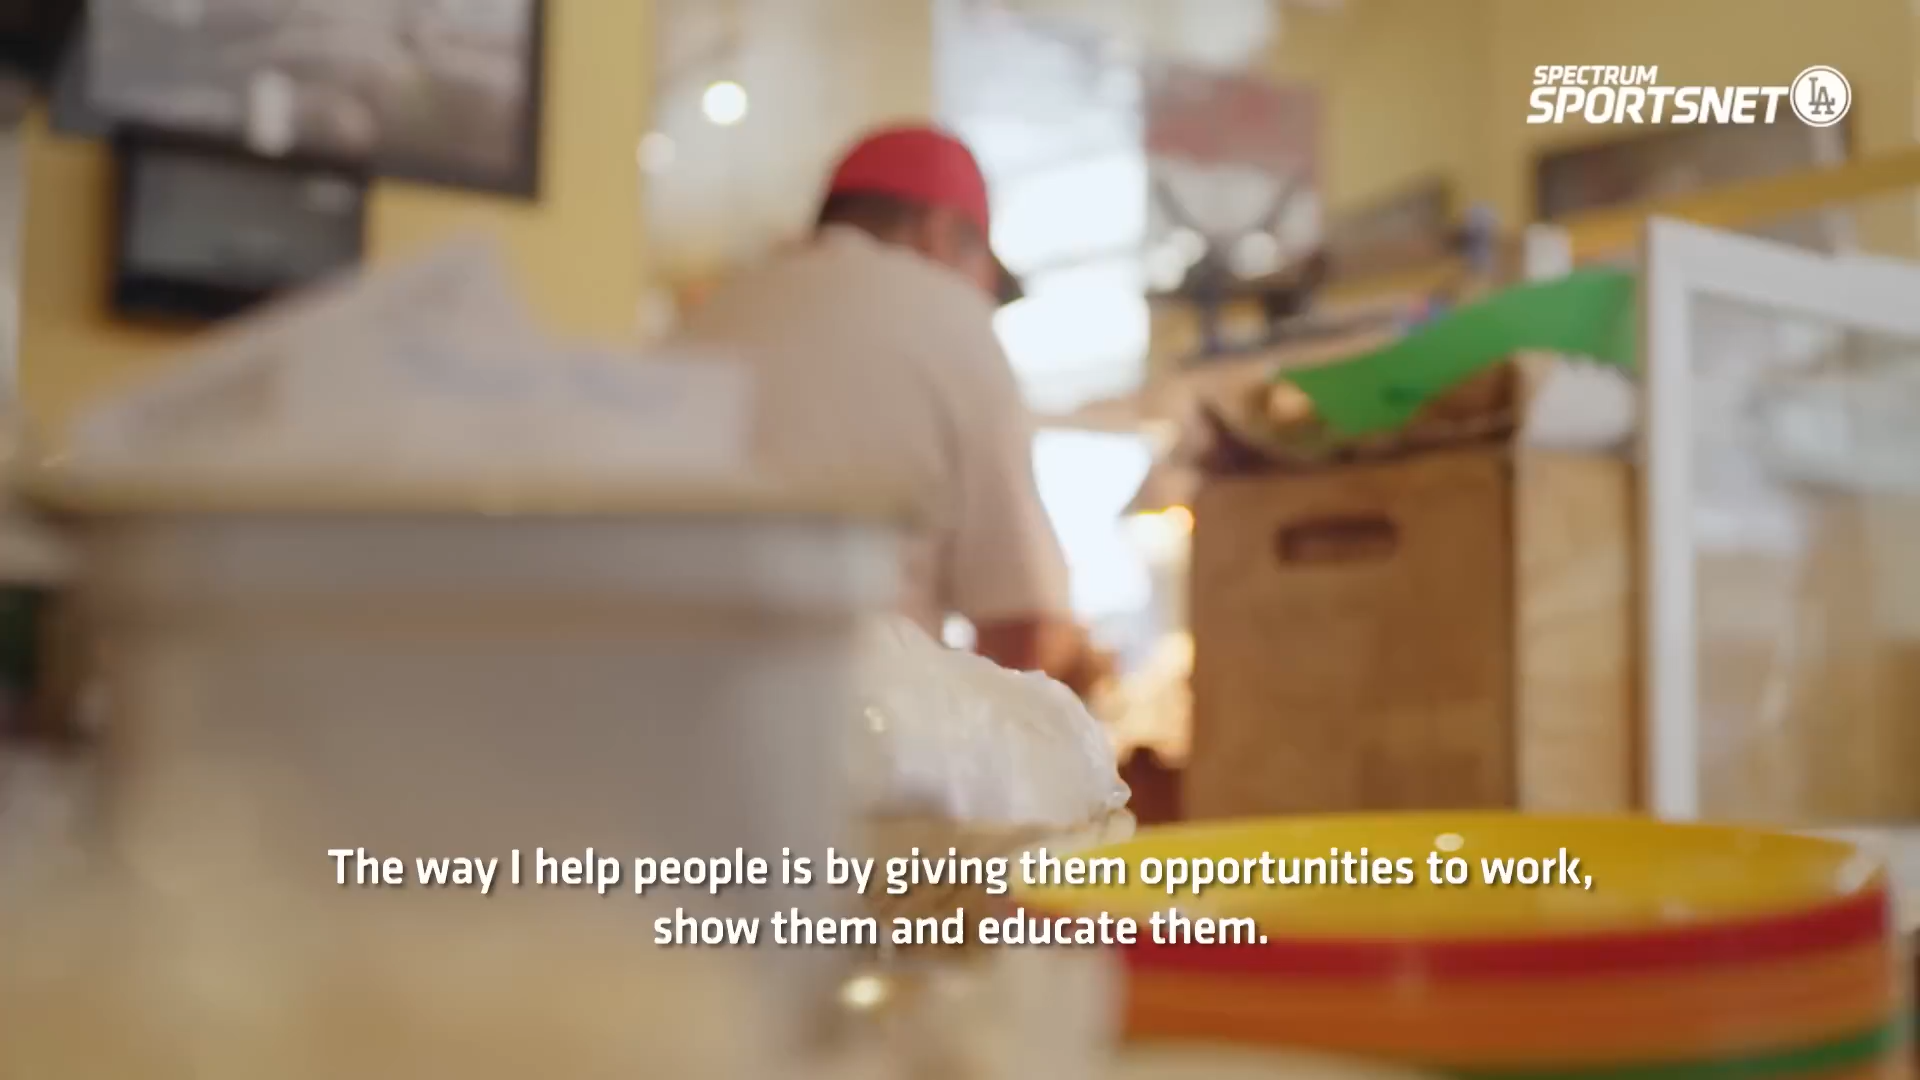 SPECTRUM
SPORTSNET LA
The way I help people is by giving them opportunities to work,
show them and educate them.